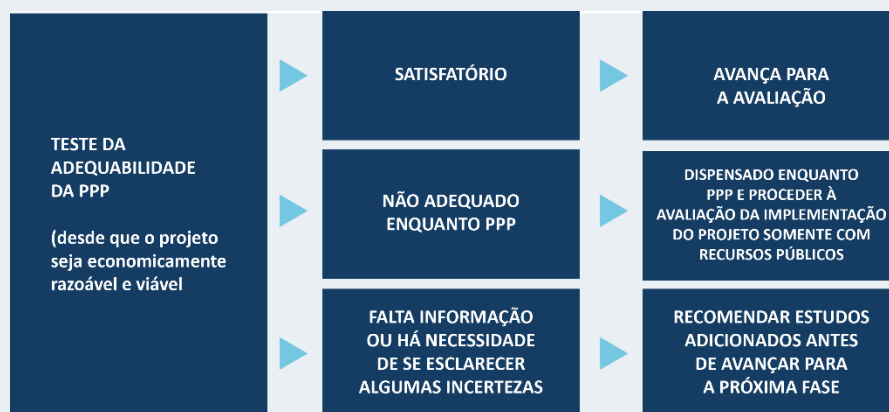 TESTE DA
ADEQUABILIDADE
DA PPP
(desde que o projeto
seja economicamente
razoável e viável
SATISFATÓRIO
AVANÇA PARA
A AVALIAÇÃO
NÃO ADEQUADO
ENQUANTO PPP
DISPENSADO ENQUANTO
PPP E PROCEDER À
AVALIAÇÃO DA IMPLEMENTAÇÃO
DO PROJETO SOMENTE COM
RECURSOS PÚBLICOS
FALTA INFORMAÇÃO
OU HÁ NECESSIDADE
DE SE ESCLARECER
ALGUMAS INCERTEZAS
RECOMENDAR ESTUDOS
ADICIONADOS ANTES
DE AVANÇAR PARA
A PRÓXIMA FASE